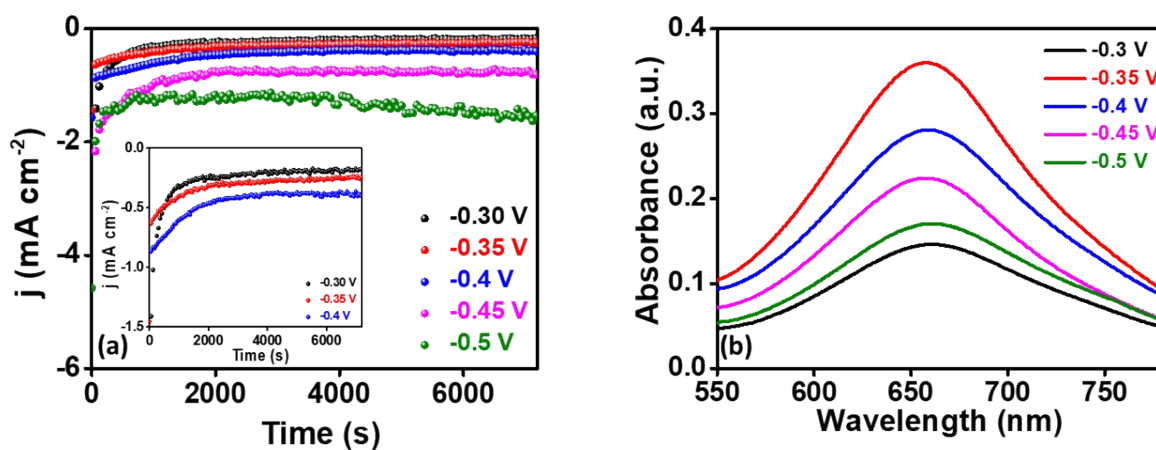 (a)
j (mA cm⁻²)
0
-2
-4
-6
0
2000
4000
6000
Time (s)
-0.30 V
-0.35 V
-0.4 V
-0.45 V
-0.5 V
j (mA cm⁻²)
0.0
-0.5
-1.0
-1.5
0
2000
4000
6000
Time (s)
-0.30 V
-0.35 V
-0.4 V
(b)
Absorbance (a.u.)
0.4
0.3
0.2
0.1
0.0
550
600
650
700
750
Wavelength (nm)
-0.3 V
-0.35 V
-0.4 V
-0.45 V
-0.5 V